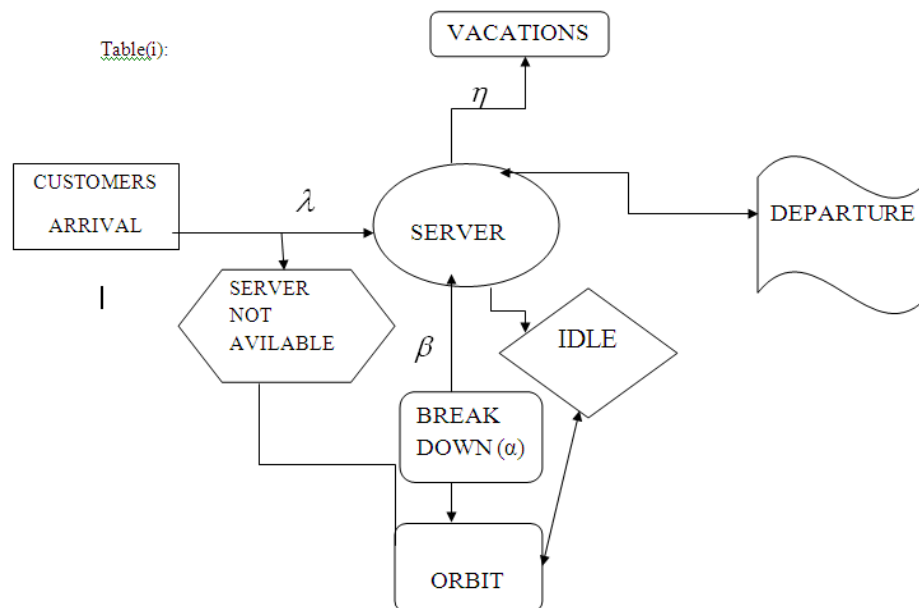 VACATIONS
Table(i):
η
CUSTOMERS
ARRIVAL
λ
SERVER
DEPARTURE
SERVER
NOT
AVILABLE
IDLE
β
BREAK
DOWN (α)
ORBIT